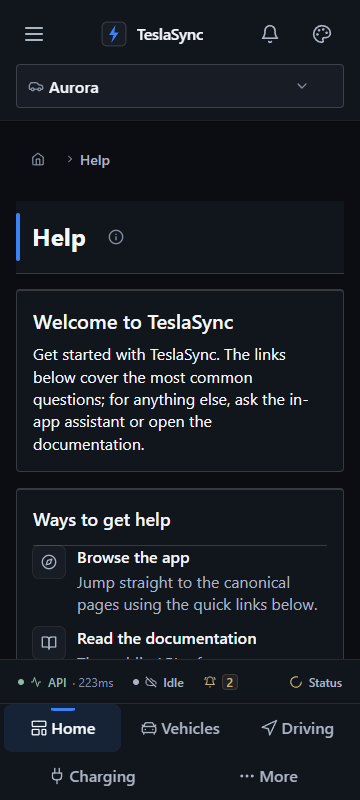 TeslaSync
Aurora
Help
Help
Welcome to TeslaSync
Get started with TeslaSync. The links
below cover the most common
questions; for anything else, ask the in-
app assistant or open the
documentation.
Ways to get help
Browse the app
Jump straight to the canonical
pages using the quick links below.
Read the documentation
API · 223ms Idle 2 Status
Home Vehicles Driving
Charging More